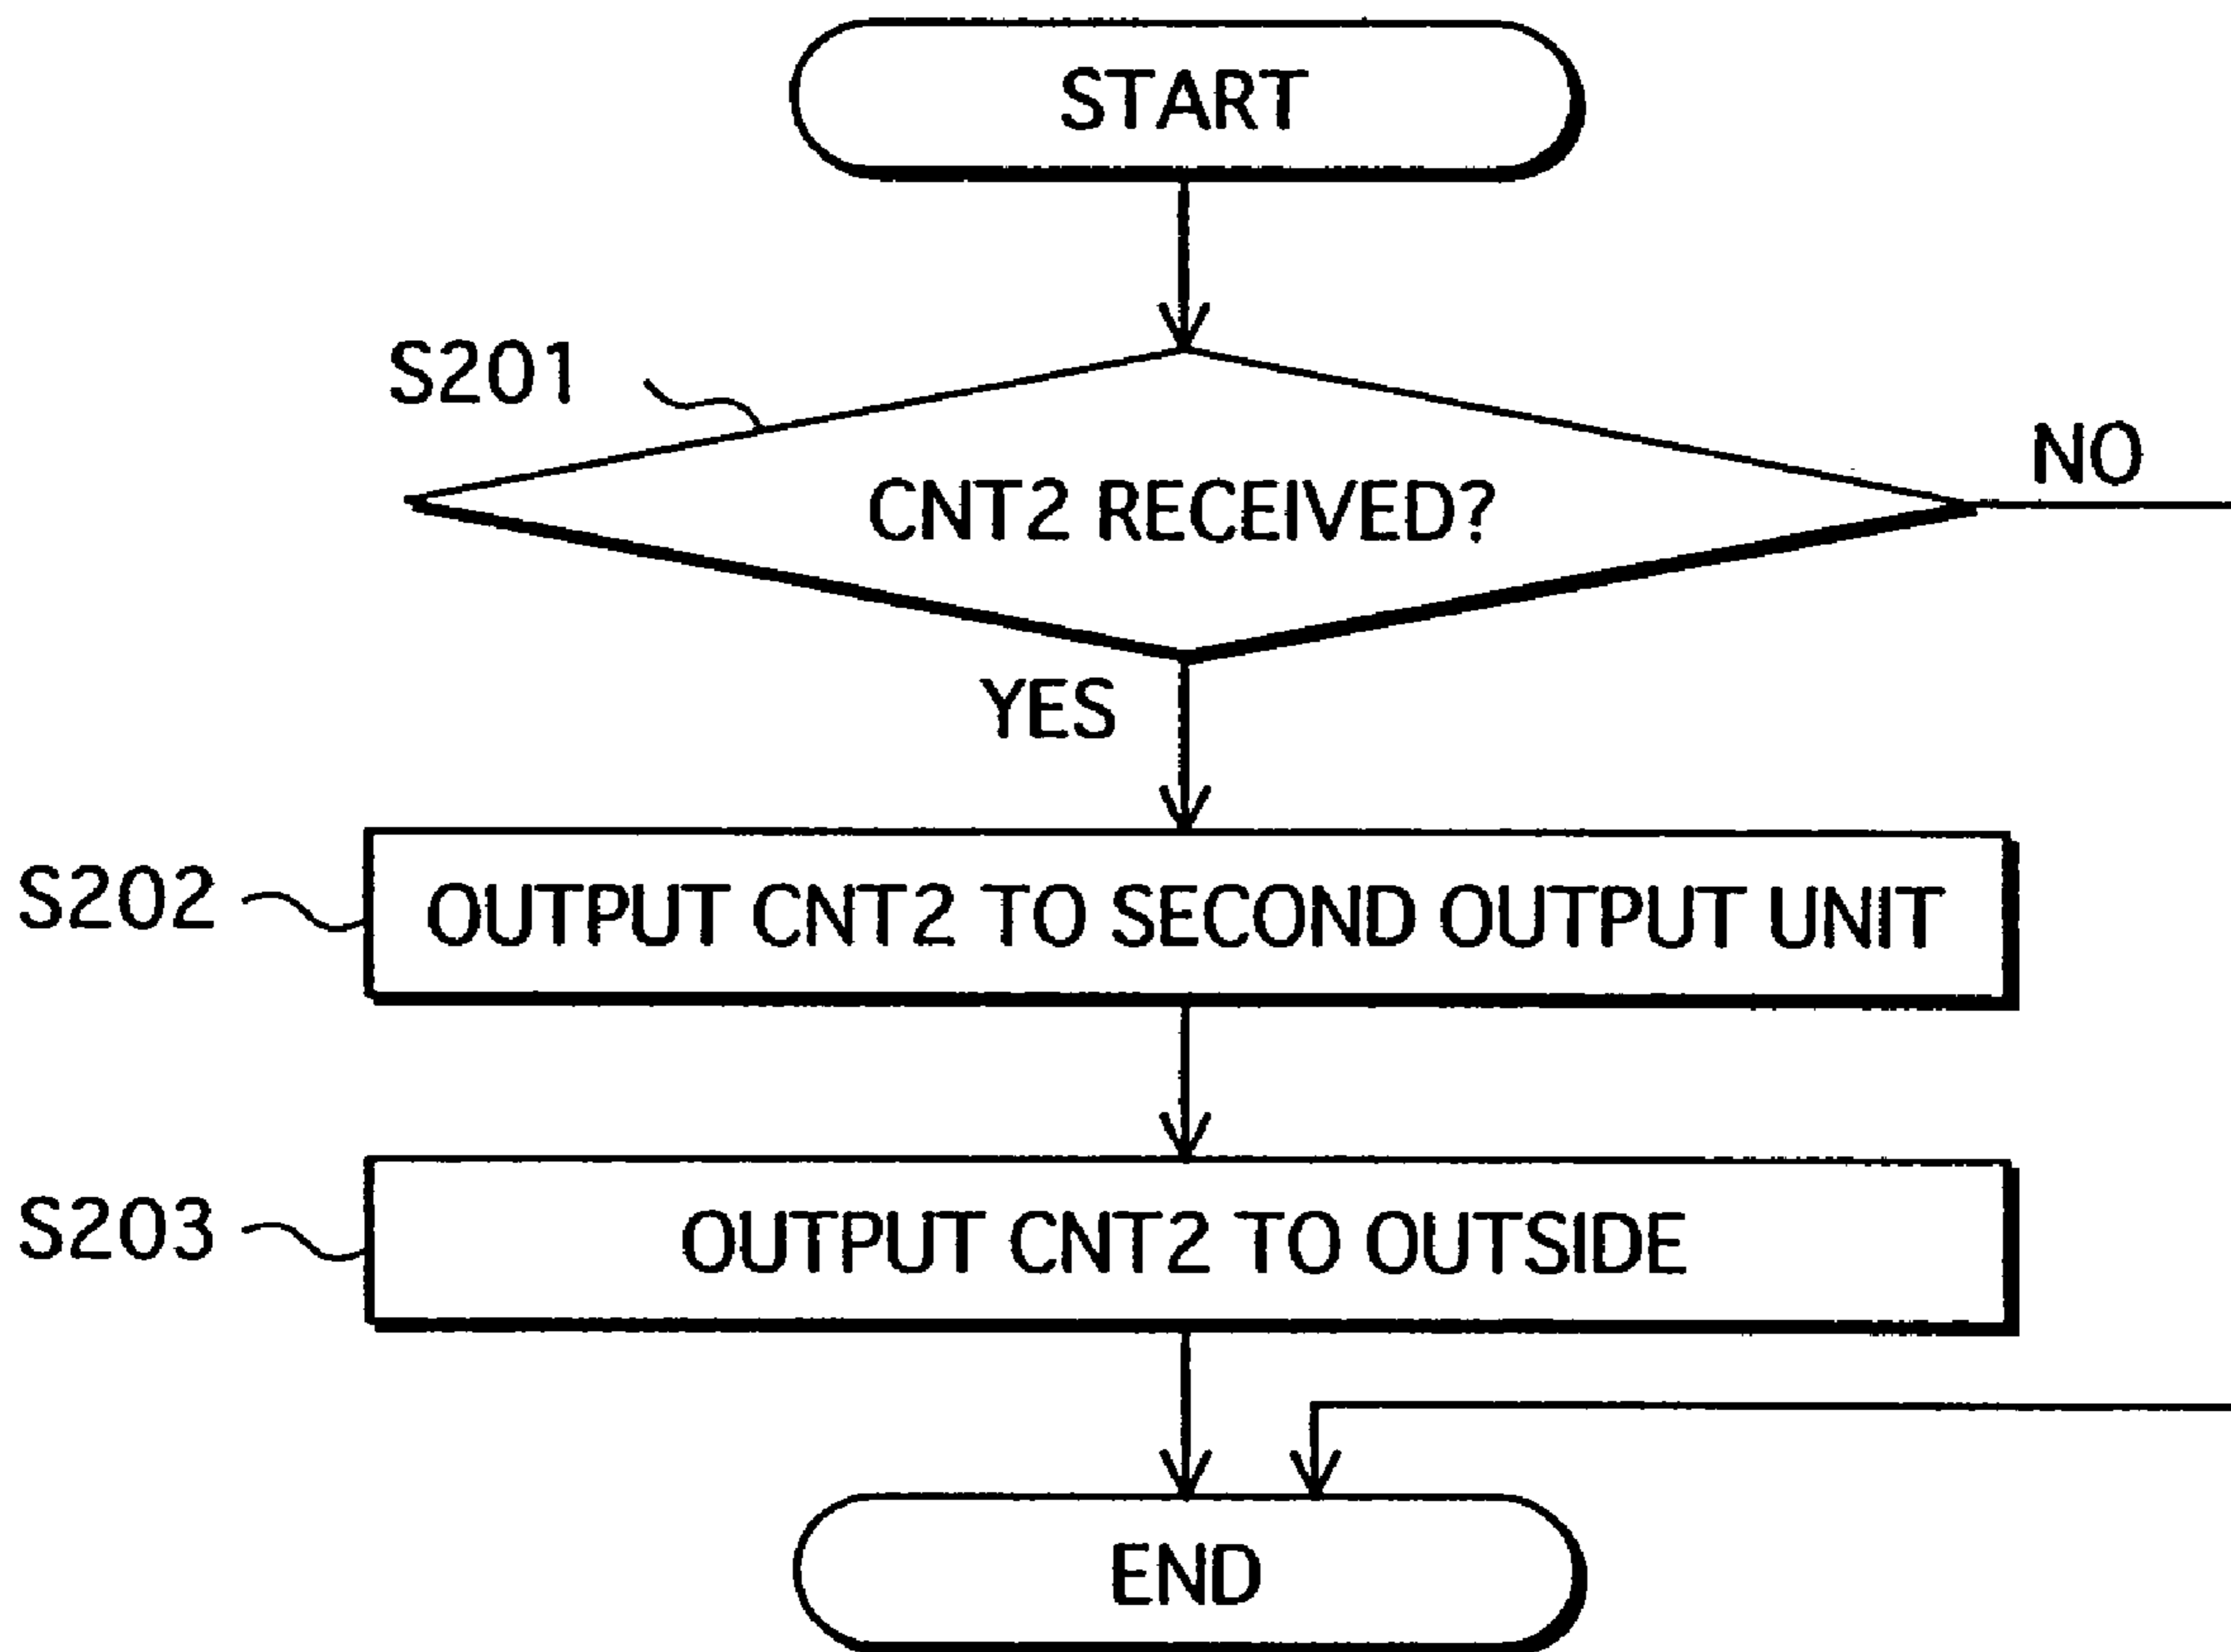 START
S201
CNT2 RECEIVED?
NO
YES
S202
OUTPUT CNT2 TO SECOND OUTPUT UNIT
S203
OUTPUT CNT2 TO OUTSIDE
END